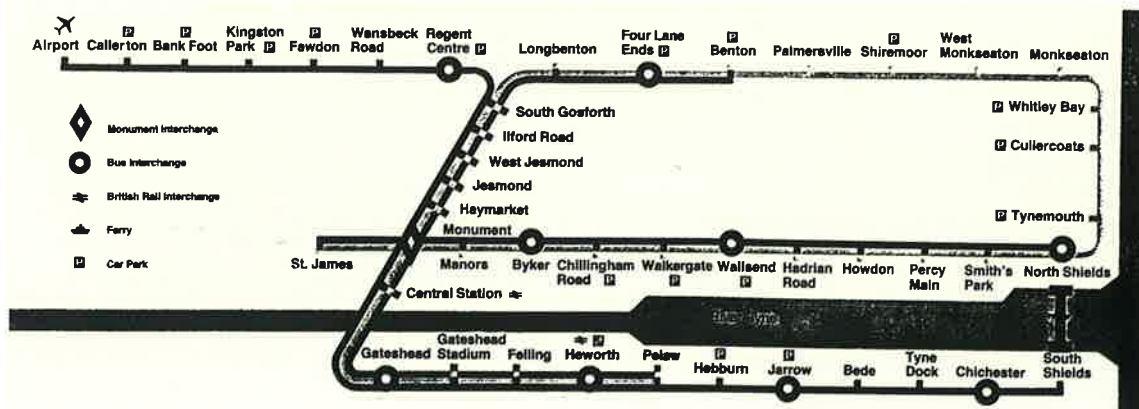 Airport
Callerton
P
Bank Foot
P
Kingston
Park P
Fawdon
P
Wansbeck
Road
Regent
Centre P
Longbenton
Four Lane
Ends P
Benton
P
Palmersville
Shiremoor
P
West
Monkseaton
Monkseaton
P Whitley Bay
P Cullercoats
P Tynemouth
South Gosforth
Ilford Road
West Jesmond
Jesmond
Haymarket
Monument
Monument Interchange
Bus Interchange
British Rail Interchange
Ferry
P Car Park
St. James
Manors
Byker
Chillingham
Road P
Walkergate
P
Wallsend
P
Hadrian
Road
Howdon
Percy
Main
Smith's
Park
North Shields
Central Station
River Tyne
Gateshead
Gateshead
Stadium
Felling
P
Heworth
Pelaw
P
Hebburn
P
Jarrow
Bede
Tyne
Dock
Chichester
South
Shields